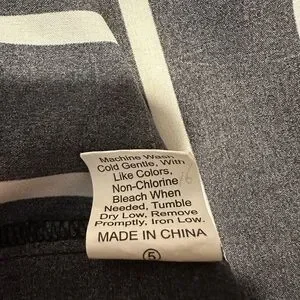 Machine Wash,
Cold Gentle, With
Like Colors,
Non-Chlorine
Bleach When
Needed, Tumble
Dry Low, Remove
Promptly, Iron Low.
MADE IN CHINA
5